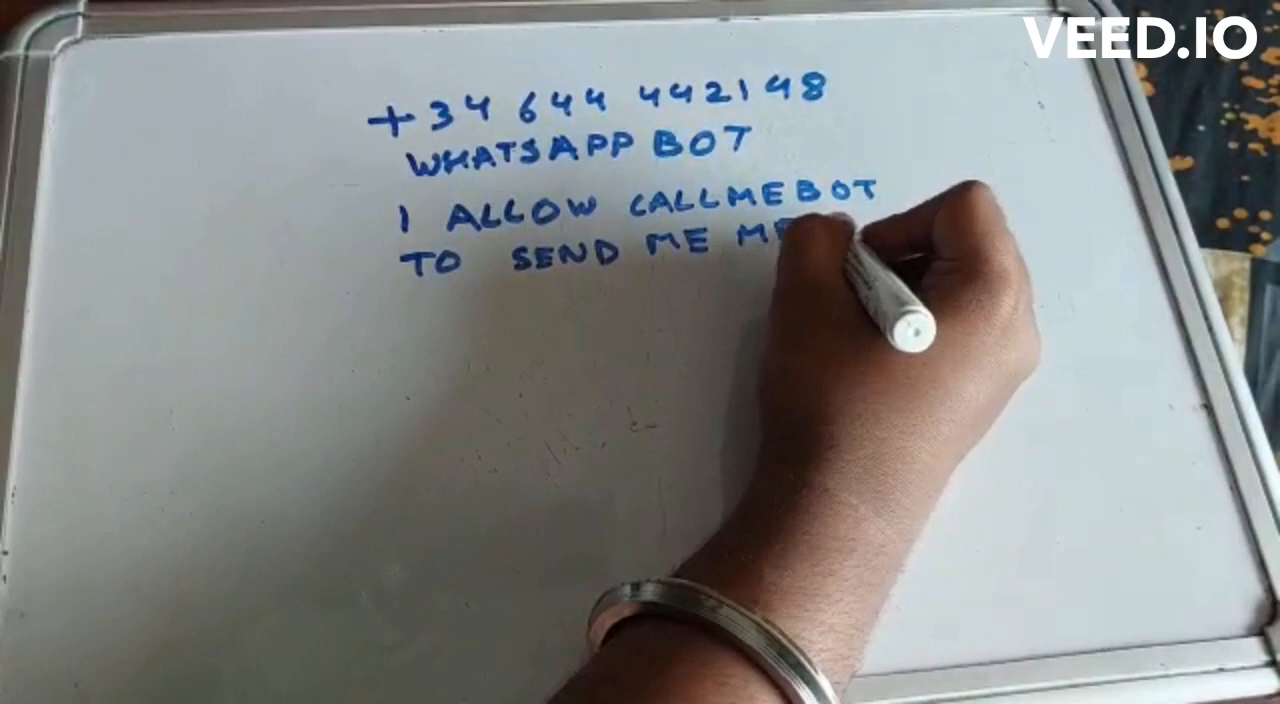 VEED.IO
+34 644 442148
WHATSAPP BOT
I ALLOW CALLMEBOT
TO SEND ME